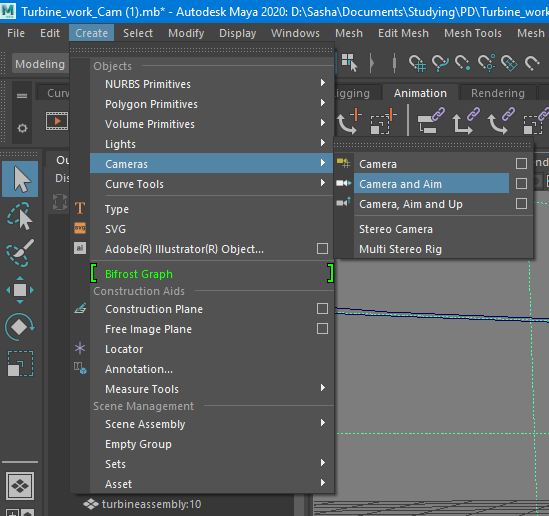 Turbine_work_Cam (1).mb* - Autodesk Maya 2020: D:\Sasha\Documents\Studying\PD\Turbine_wor
File Edit Create Select Modify Display Windows Mesh Edit Mesh Mesh Tools Mes
Modeling
Curv igging Animation Rendering
Objects
NURBS Primitives
Polygon Primitives
Volume Primitives
Lights
Cameras
Curve Tools
Type
SVG
Adobe(R) Illustrator(R) Object...
Bifrost Graph
Construction Aids
Construction Plane
Free Image Plane
Locator
Annotation...
Measure Tools
Scene Management
Scene Assembly
Empty Group
Sets
Asset
Camera
Camera and Aim
Camera, Aim and Up
Stereo Camera
Multi Stereo Rig
Ou
Dis
end
turbineassembly:10